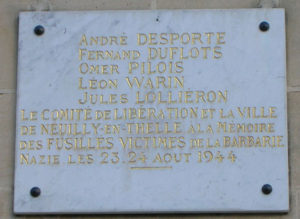 ANDRÉ DESPORTE
FERNAND DUFLOTS
OMER PILOIS
LÉON WARIN
JULES LOLLIERON
LE COMITÉ DE LIBÉRATION ET LA VILLE
DE NEUILLY-EN-THELLE A LA MÉMOIRE
DES FUSILLÉS VICTIMES DE LA BARBARIE
NAZIE LES 23.24 AOUT 1944